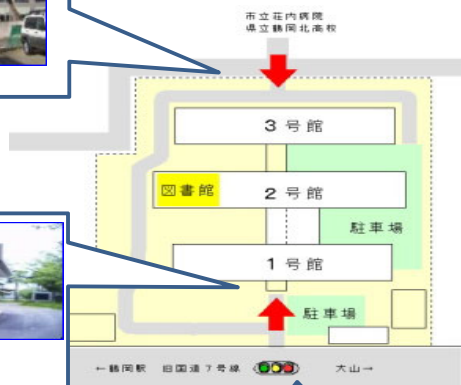 市立荘内病院
県立鶴岡北高校
3号館
図書館
2号館
駐車場
1号館
駐車場
←鶴岡駅 旧国道7号線 大山→